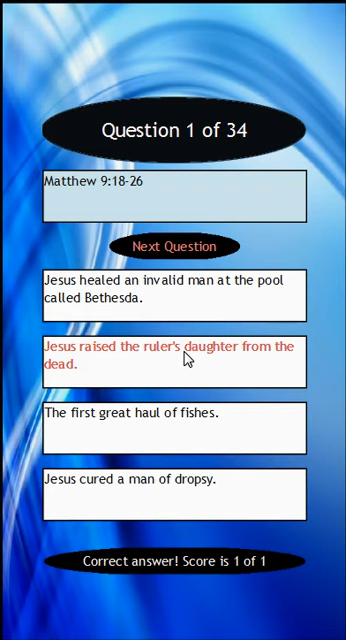 Question 1 of 34
Matthew 9:18-26
Next Question
Jesus healed an invalid man at the pool
called Bethesda.
Jesus raised the ruler's daughter from the
dead.
The first great haul of fishes.
Jesus cured a man of dropsy.
Correct answer! Score is 1 of 1